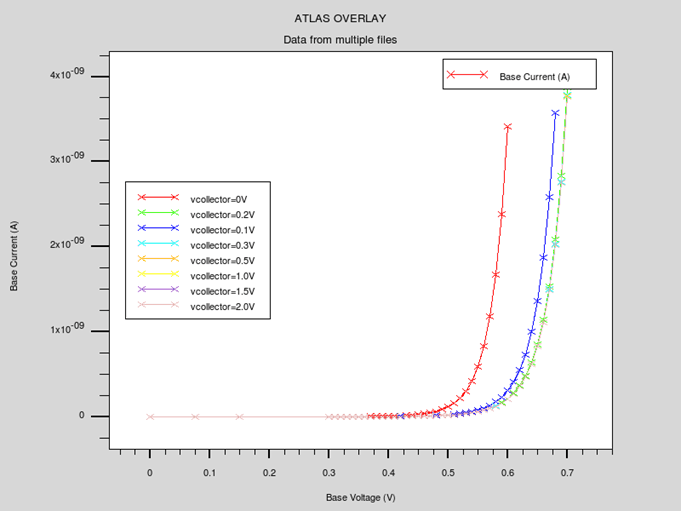 ATLAS OVERLAY
Data from multiple files
Base Current (A)
4x10-09
3x10-09
2x10-09
1x10-09
0
Base Current (A)
vcollector=0V
vcollector=0.2V
vcollector=0.1V
vcollector=0.3V
vcollector=0.5V
vcollector=1.0V
vcollector=1.5V
vcollector=2.0V
0 0.1 0.2 0.3 0.4 0.5 0.6 0.7
Base Voltage (V)